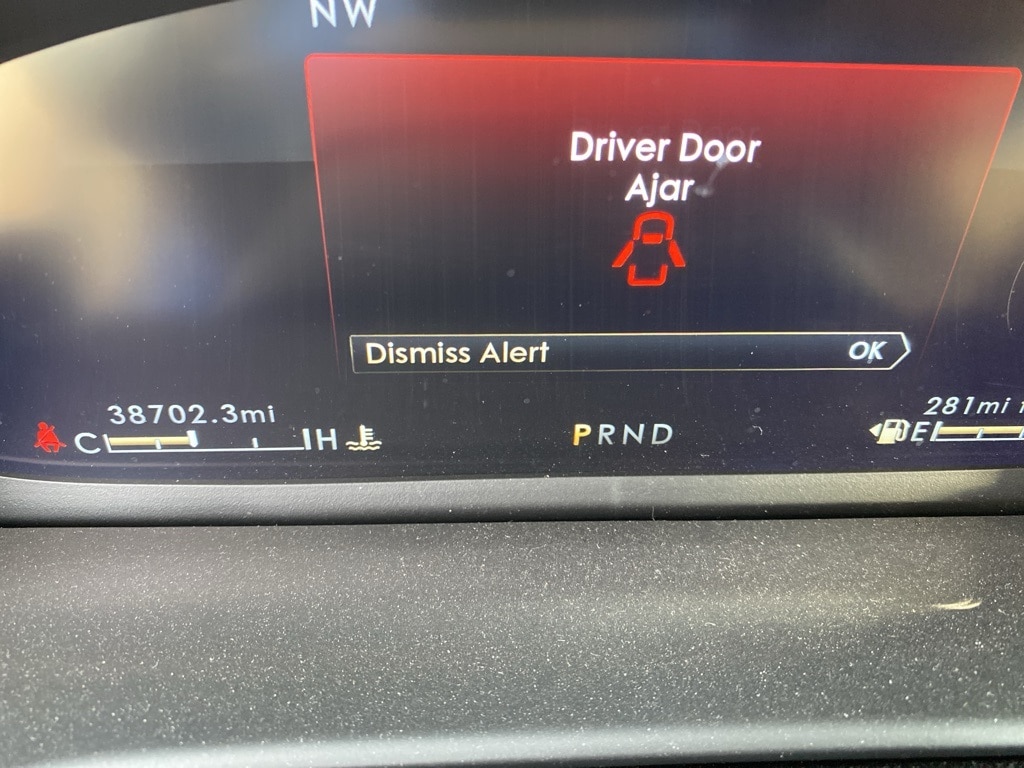 NW
Driver Door
Ajar
Dismiss Alert OK
38702.3mi
281mi
C H
PRND
E